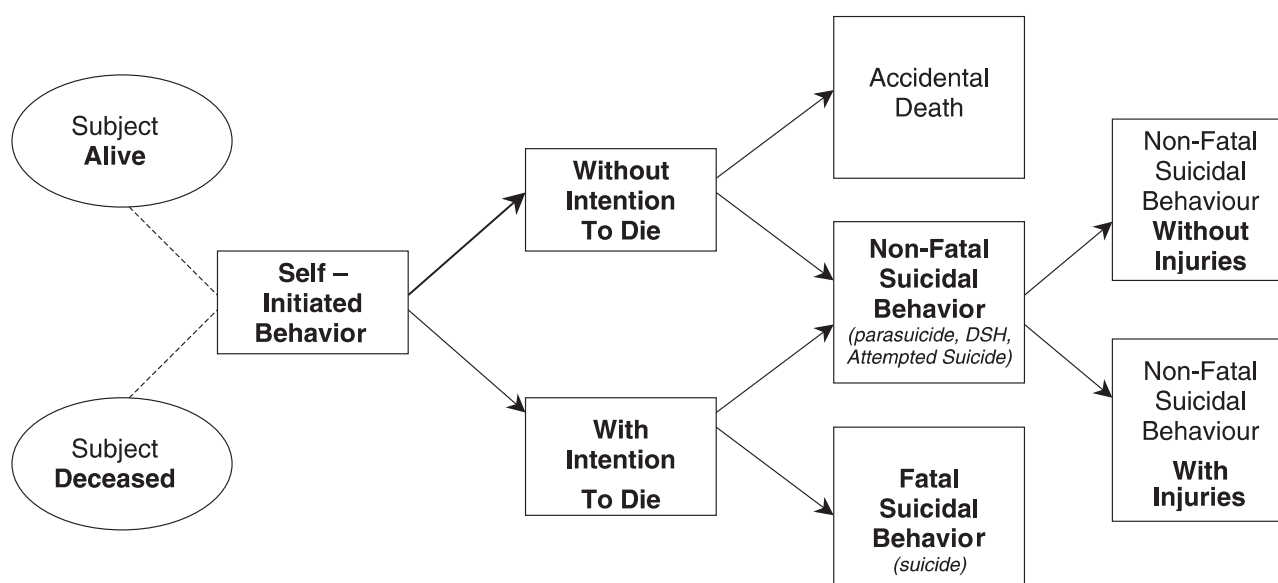 Subject
Alive
Subject
Deceased
Self –
Initiated
Behavior
Without
Intention
To Die
With
Intention
To Die
Accidental
Death
Non-Fatal
Suicidal
Behavior
(parasuicide, DSH,
Attempted Suicide)
Fatal
Suicidal
Behavior
(suicide)
Non-Fatal
Suicidal
Behaviour
Without
Injuries
Non-Fatal
Suicidal
Behaviour
With
Injuries